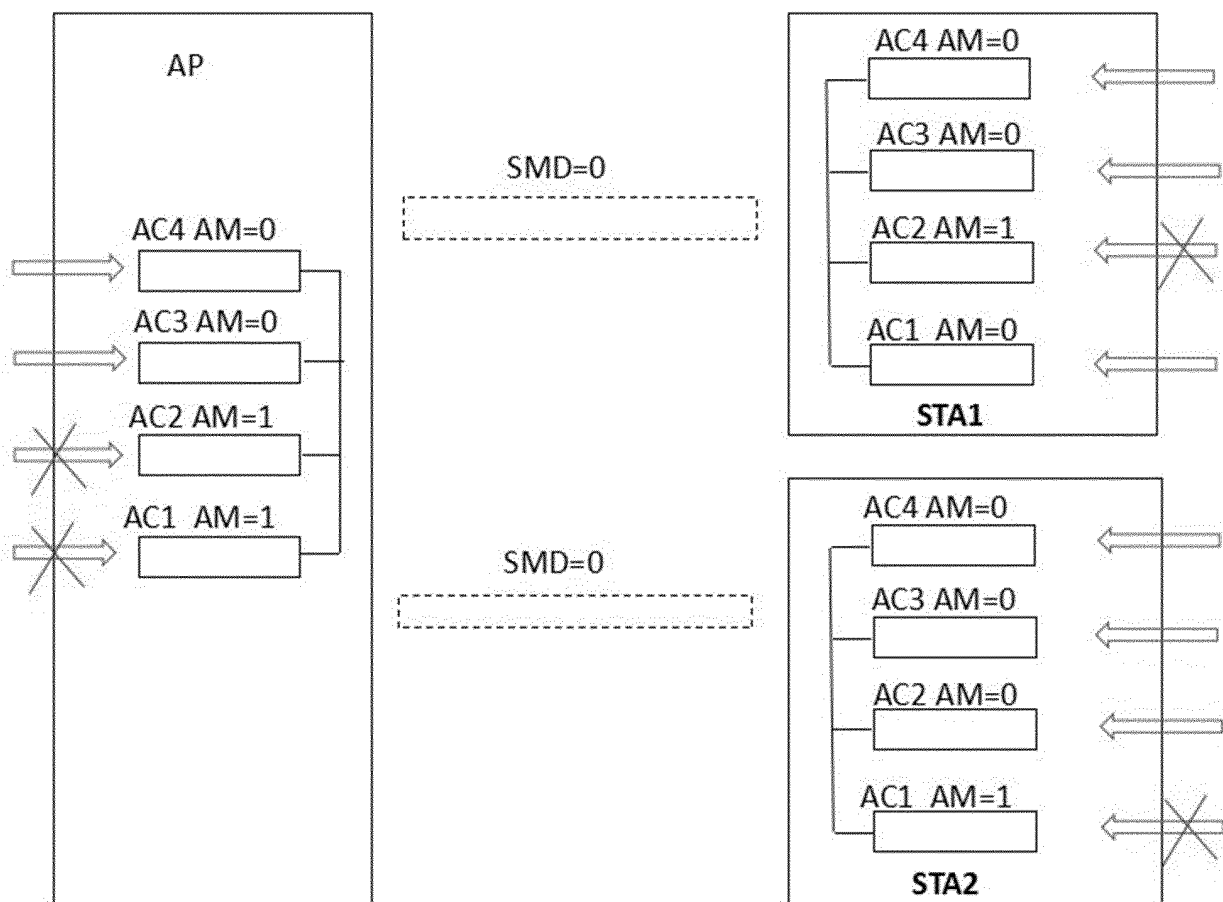 AP
AC4 AM=0
AC3 AM=0
AC2 AM=1
AC1 AM=1
SMD=0
SMD=0
AC4 AM=0
AC3 AM=0
AC2 AM=1
AC1 AM=0
STA1
AC4 AM=0
AC3 AM=0
AC2 AM=0
AC1 AM=1
STA2